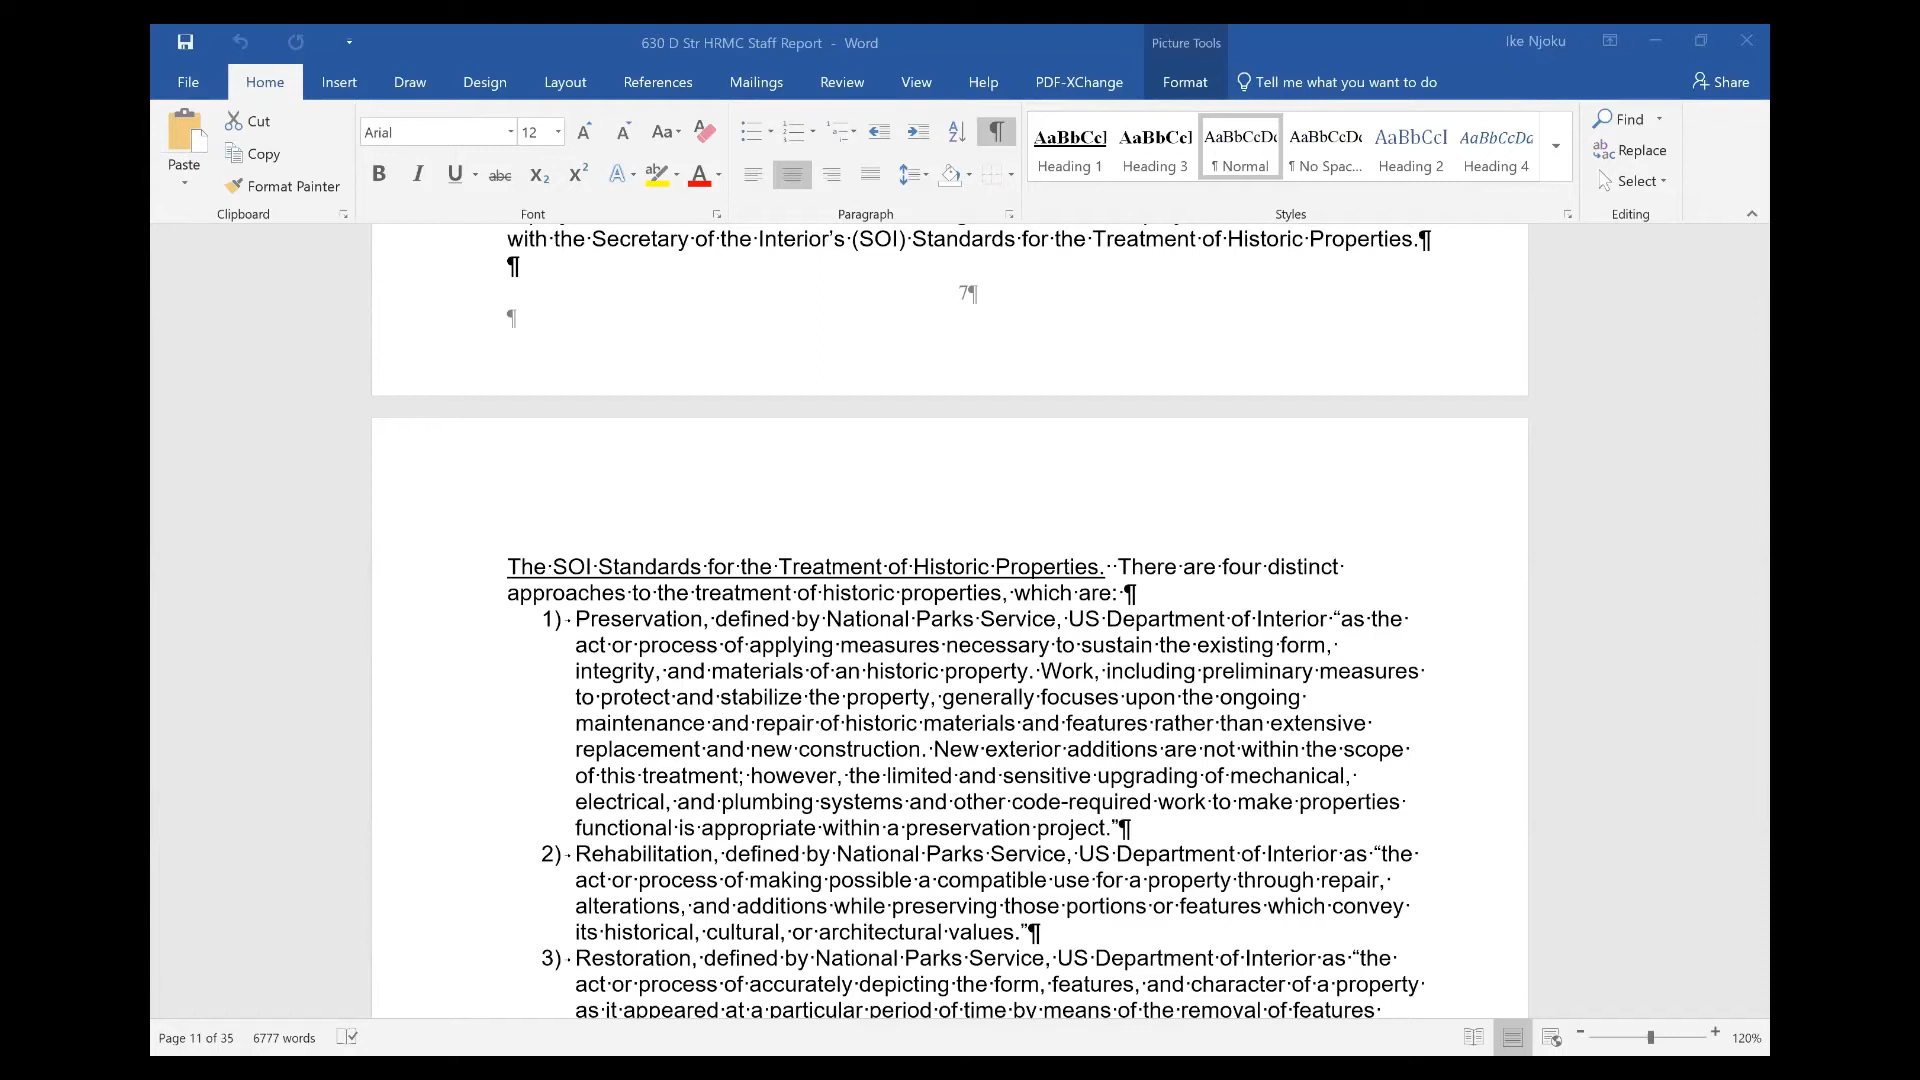 630 D Str HRMC Staff Report - Word
Picture Tools
Ike Njoku
File Home Insert Draw Design Layout References Mailings Review View Help PDF-XChange Format Tell me what you want to do Share
Paste
Cut
Copy
Format Painter
Clipboard
Arial 12
Font
Paragraph
AaBbCcI AaBbCcI AaBbCcDc AaBbCcDc AaBbCcI AaBbCcDa
Heading 1 Heading 3 ¶ Normal ¶ No Spac... Heading 2 Heading 4
Styles
Find
Replace
Select
Editing
with the Secretary of the Interior’s (SOI) Standards for the Treatment of Historic Properties.¶
¶
7¶
¶
The SOI Standards for the Treatment of Historic Properties. There are four distinct
approaches to the treatment of historic properties, which are: ¶
1) Preservation, defined by National Parks Service, US Department of Interior “as the
act or process of applying measures necessary to sustain the existing form,
integrity, and materials of an historic property. Work, including preliminary measures
to protect and stabilize the property, generally focuses upon the ongoing
maintenance and repair of historic materials and features rather than extensive
replacement and new construction. New exterior additions are not within the scope
of this treatment; however, the limited and sensitive upgrading of mechanical,
electrical, and plumbing systems and other code-required work to make properties
functional is appropriate within a preservation project.”¶
2) Rehabilitation, defined by National Parks Service, US Department of Interior as “the
act or process of making possible a compatible use for a property through repair,
alterations, and additions while preserving those portions or features which convey
its historical, cultural, or architectural values.”¶
3) Restoration, defined by National Parks Service, US Department of Interior as “the
act or process of accurately depicting the form, features, and character of a property
as it appeared at a particular period of time by means of the removal of features
Page 11 of 35 6777 words 120%